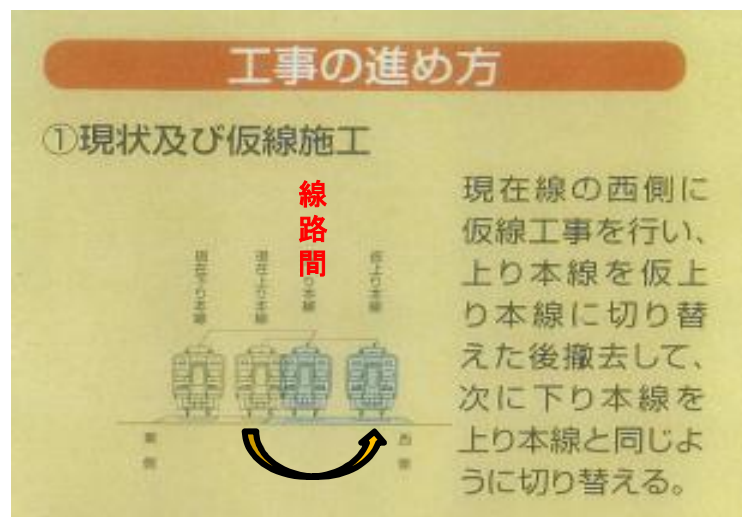 工事の進め方
①現状及び仮線施工
線路間
現在下り本線
現在上り本線
り本線
仮上り本線
東側
西側
現在線の西側に
仮線工事を行い、
上り本線を仮上
り本線に切り替
えた後撤去して、
次に下り本線を
上り本線と同じよ
うに切り替える。